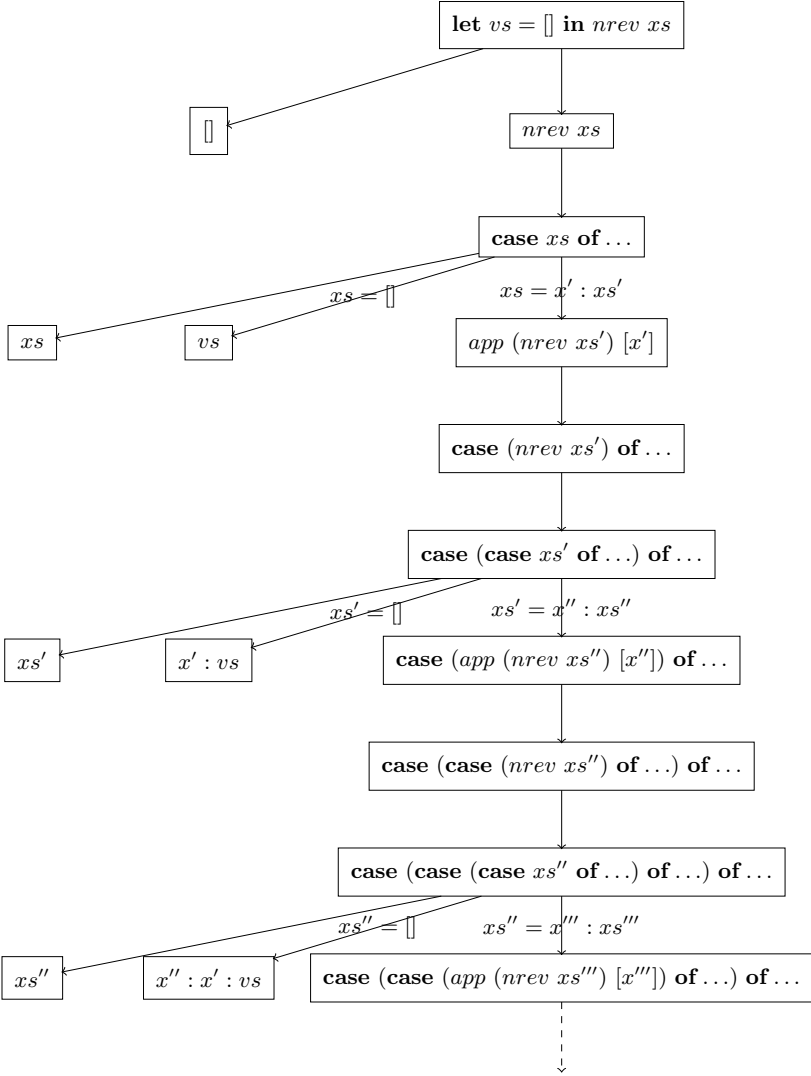 let vs = [] in nrev xs
[]
nrev xs
case xs of …
xs = []
xs = x′ : xs′
xs
vs
app (nrev xs′) [x′]
case (nrev xs′) of …
case (case xs′ of …) of …
xs′ = []
xs′ = x′′ : xs′′
xs′
x′ : vs
case (app (nrev xs′′) [x′′]) of …
case (case (nrev xs′′) of …) of …
case (case (case xs′′ of …) of …) of …
xs′′ = []
xs′′ = x′′′ : xs′′′
xs′′
x′′ : x′ : vs
case (case (app (nrev xs′′′) [x′′′]) of …) of …